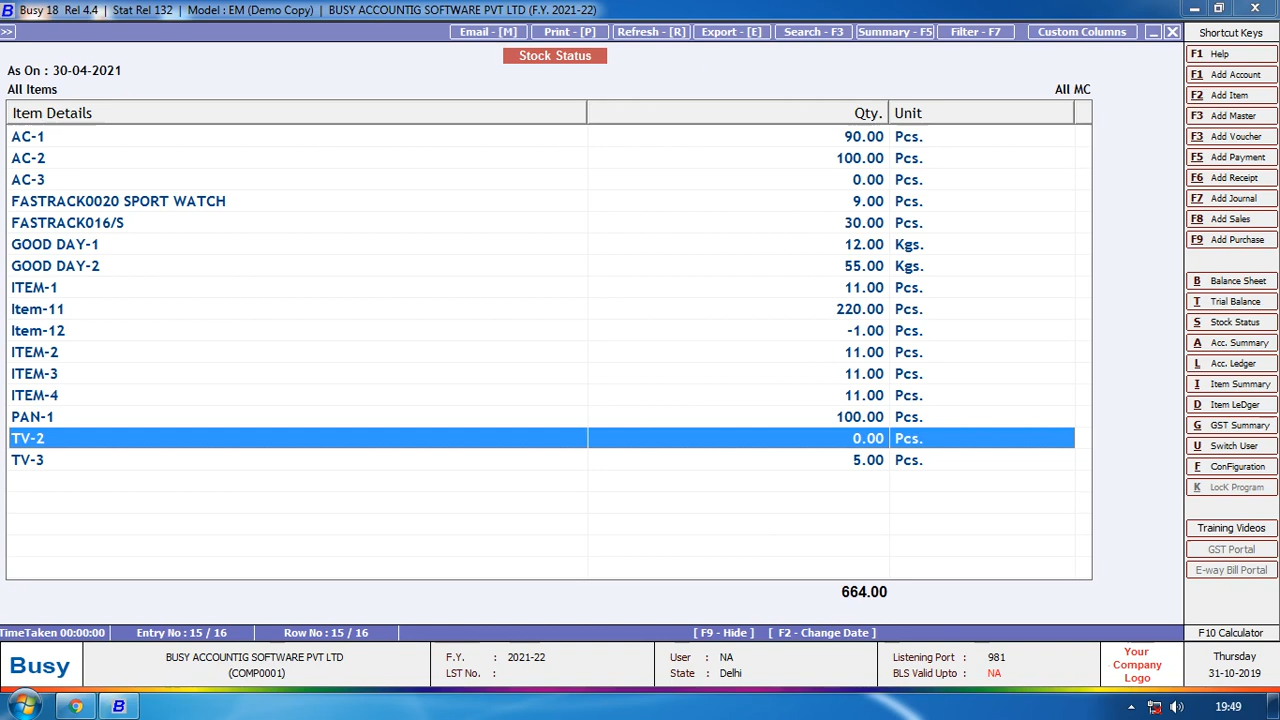 Busy 18 Rel 4.4 | Stat Rel 132 | Model : EM (Demo Copy) | BUSY ACCOUNTIG SOFTWARE PVT LTD (F.Y. 2021-22)
>> Email - [M] Print - [P] Refresh - [R] Export - [E] Search - F3 Summary - F5 Filter - F7 Custom Columns
Stock Status
As On : 30-04-2021
All Items All MC
Item Details Qty. Unit
AC-1 90.00 Pcs.
AC-2 100.00 Pcs.
AC-3 0.00 Pcs.
FASTRACK0020 SPORT WATCH 9.00 Pcs.
FASTRACK016/S 30.00 Pcs.
GOOD DAY-1 12.00 Kgs.
GOOD DAY-2 55.00 Kgs.
ITEM-1 11.00 Pcs.
Item-11 220.00 Pcs.
Item-12 -1.00 Pcs.
ITEM-2 11.00 Pcs.
ITEM-3 11.00 Pcs.
ITEM-4 11.00 Pcs.
PAN-1 100.00 Pcs.
TV-2 0.00 Pcs.
TV-3 5.00 Pcs.
664.00
TimeTaken 00:00:00 Entry No : 15 / 16 Row No : 15 / 16 [ F9 - Hide ] [ F2 - Change Date ]
Shortcut Keys
F1 Help
F1 Add Account
F2 Add Item
F3 Add Master
F3 Add Voucher
F5 Add Payment
F6 Add Receipt
F7 Add Journal
F8 Add Sales
F9 Add Purchase
B Balance Sheet
T Trial Balance
S Stock Status
A Acc. Summary
L Acc. Ledger
I Item Summary
D Item LeDger
G GST Summary
U Switch User
F ConFiguration
K LocK Program
Training Videos
GST Portal
E-way Bill Portal
F10 Calculator
Busy
BUSY ACCOUNTIG SOFTWARE PVT LTD
(COMP0001)
F.Y. : 2021-22
LST No. :
User : NA
State : Delhi
Listening Port : 981
BLS Valid Upto : NA
Your
Company
Logo
Thursday
31-10-2019
B
19:49